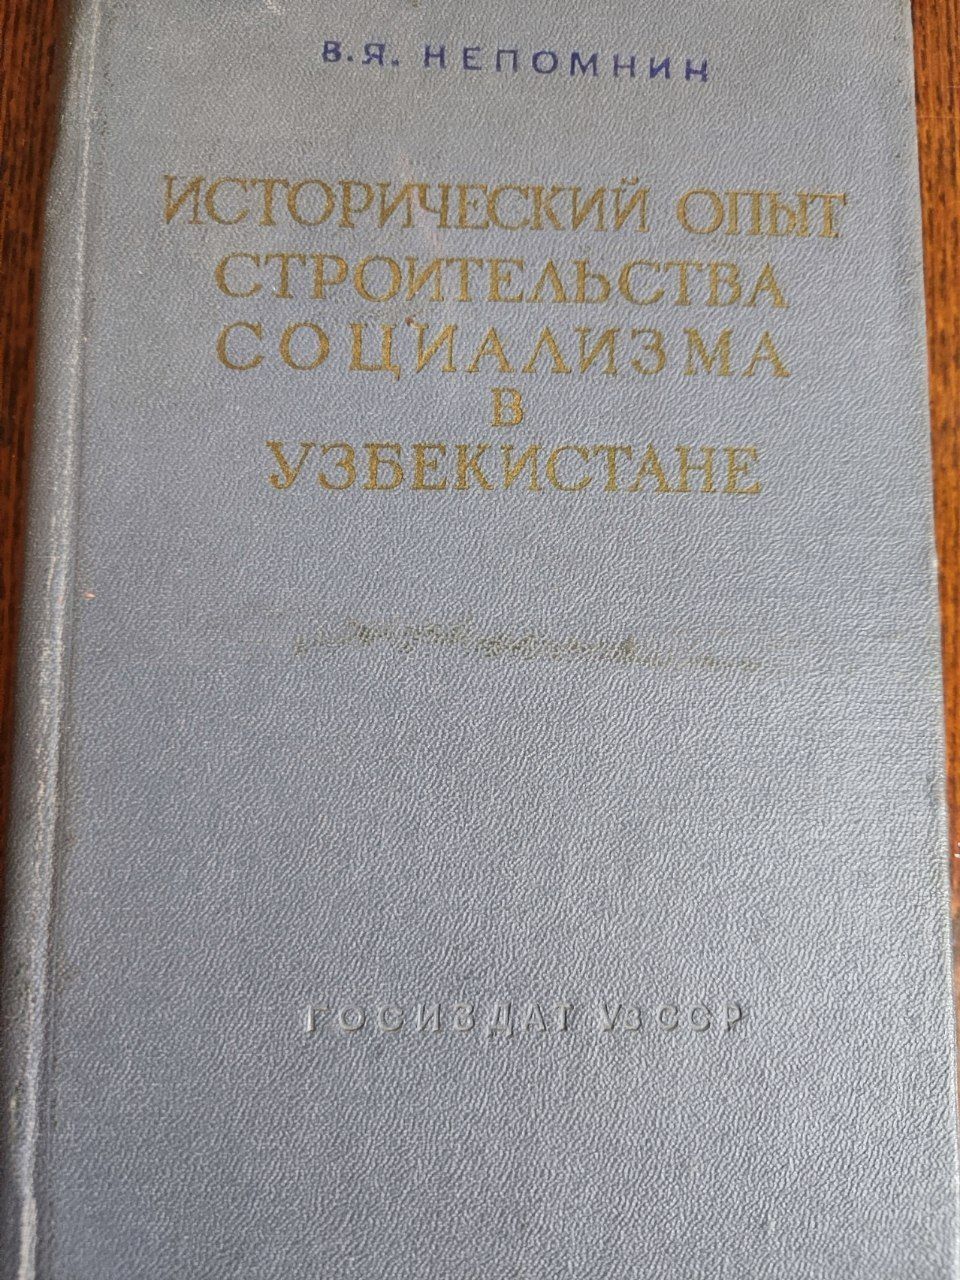 В.Я. НЕПОМНИН
ИСТОРИЧЕСКИЙ ОПЫТ
СТРОИТЕЛЬСТВА
СОЦИАЛИЗМА
В
УЗБЕКИСТАНЕ
ГОСИЗДАТ УзССР